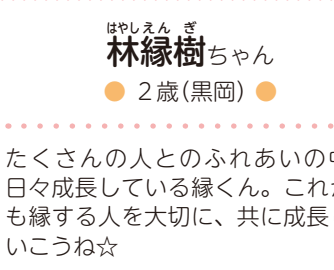 はやしえん ぎ
林縁樹ちゃん
２歳(黒岡)
たくさんの人とのふれあいの
日々成長している縁くん。これ
も縁する人を大切に、共に成長
いこうね☆